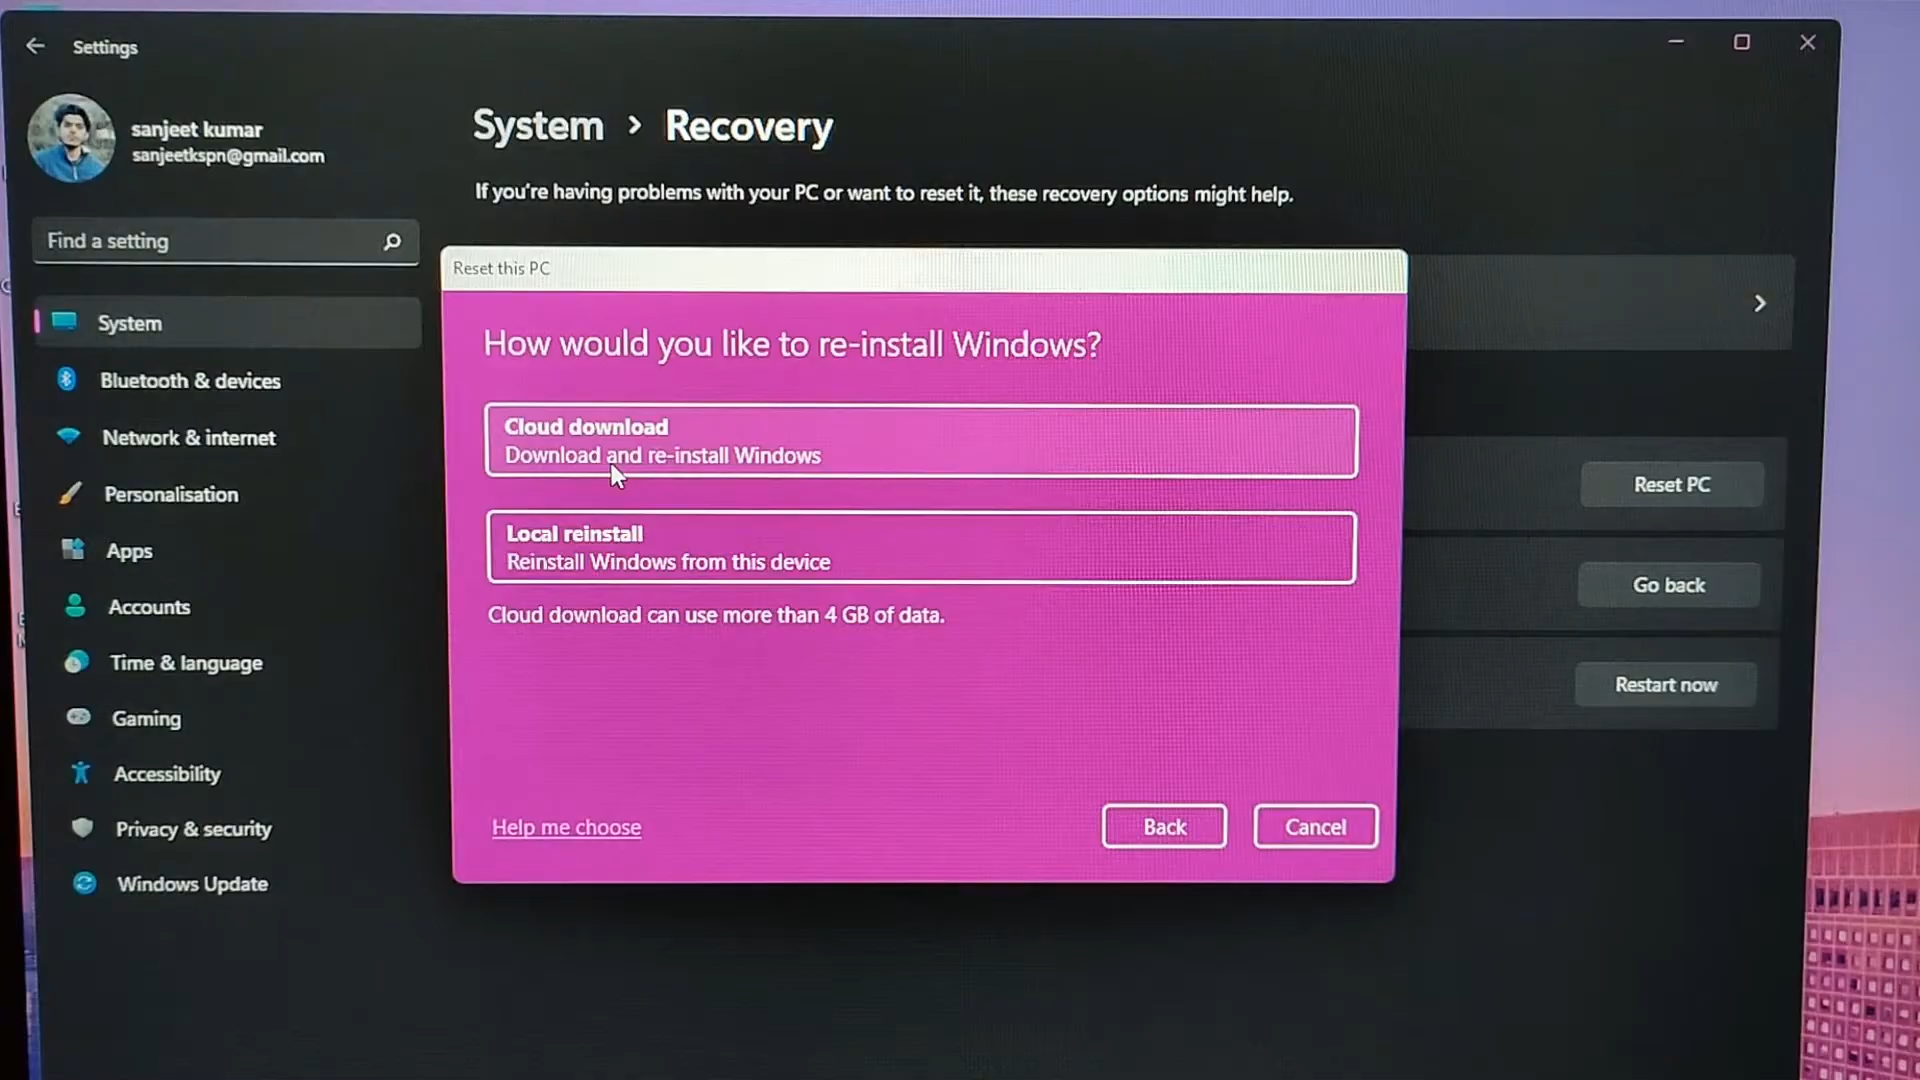 Settings
sanjeet kumar
sanjeetkspn@gmail.com
Find a setting
System
Bluetooth & devices
Network & internet
Personalisation
Apps
Accounts
Time & language
Gaming
Accessibility
Privacy & security
Windows Update
System > Recovery
If you're having problems with your PC or want to reset it, these recovery options might help.
Reset this PC
How would you like to re-install Windows?
Cloud download
Download and re-install Windows
Local reinstall
Reinstall Windows from this device
Cloud download can use more than 4 GB of data.
Help me choose
Back
Cancel
Reset PC
Go back
Restart now